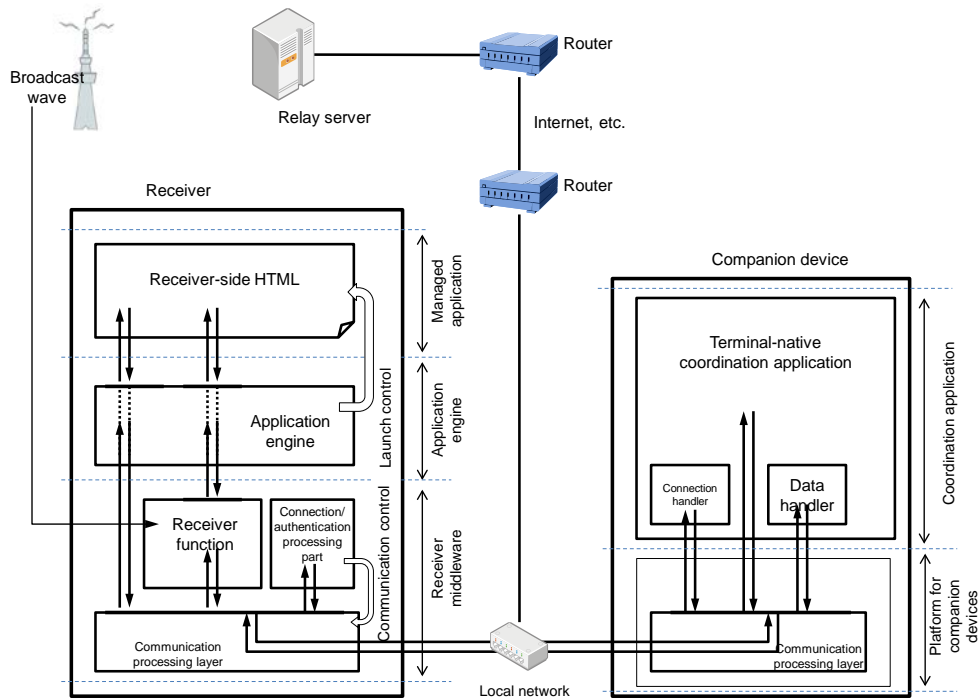 Broadcast
wave
Relay server
Router
Internet, etc.
Router
Receiver
Receiver-side HTML
Managed
application
Application
engine
Launch control
Application
engine
Receiver
function
Connection/
authentication
processing part
Communication control
Receiver
middleware
Communication
processing layer
Local network
Companion device
Terminal-native
coordination application
Connection
handler
Data
handler
Coordination application
Communication
processing layer
Platform for
companion
devices